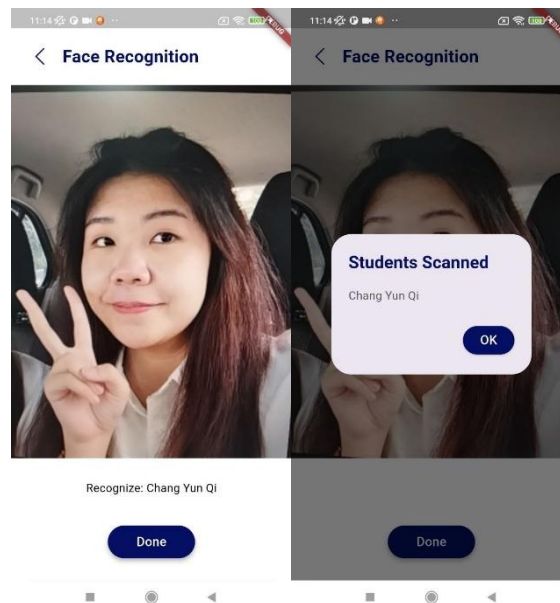 11:14
Face Recognition
Recognize: Chang Yun Qi
Done
11:14
100
Face Recognition
Students Scanned
Chang Yun Qi
OK
Done